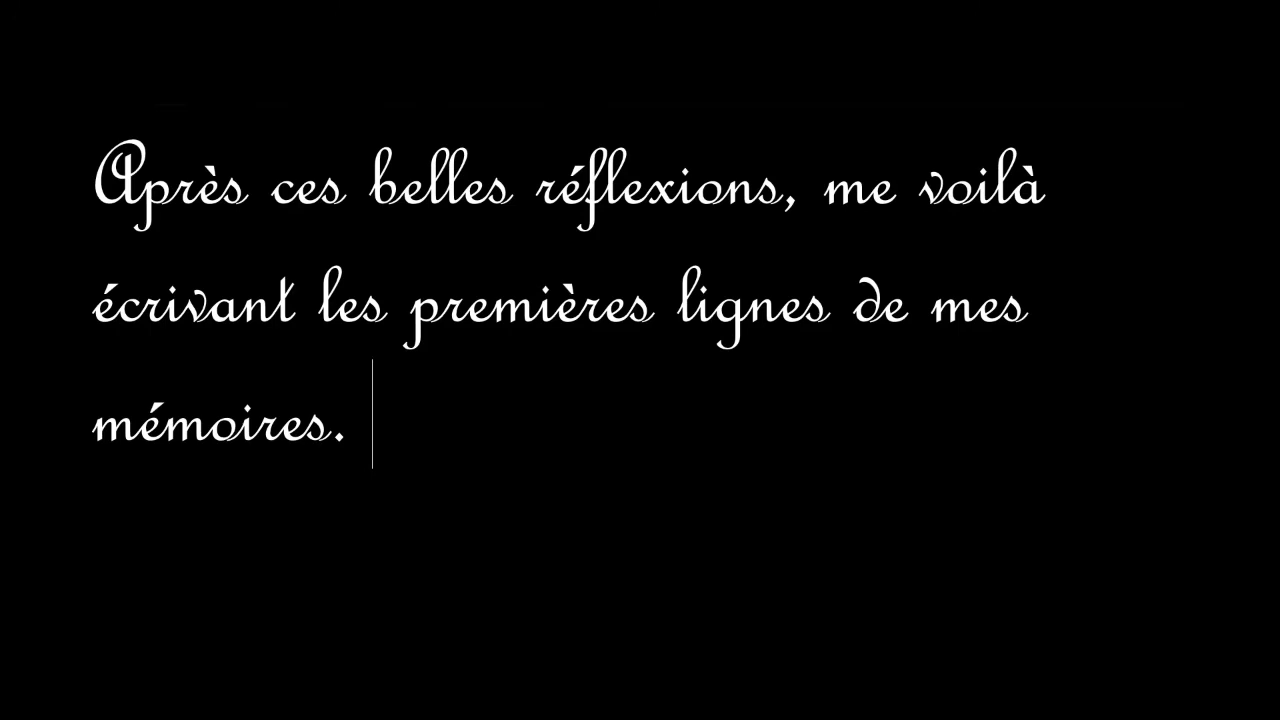 Après ces belles réflexions, me voilà
écrivant les premières lignes de mes
mémoires.